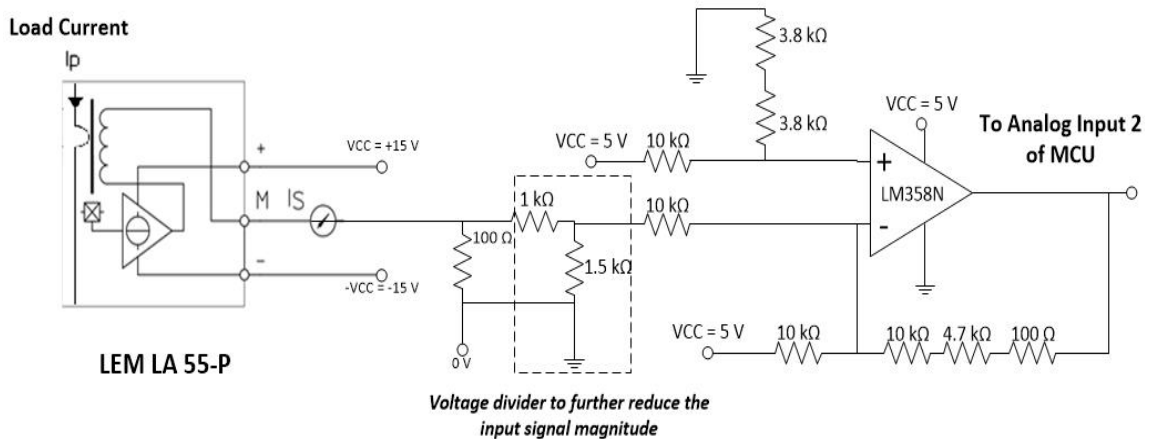 Load Current
Ip
+
VCC = +15 V
M IS
-
-VCC = -15 V
LEM LA 55-P
100 Ω
0 V
1 kΩ
1.5 kΩ
Voltage divider to further reduce the
input signal magnitude
3.8 kΩ
3.8 kΩ
VCC = 5 V
10 kΩ
10 kΩ
VCC = 5 V
+
LM358N
-
To Analog Input 2
of MCU
VCC = 5 V
10 kΩ
10 kΩ
4.7 kΩ
100 Ω